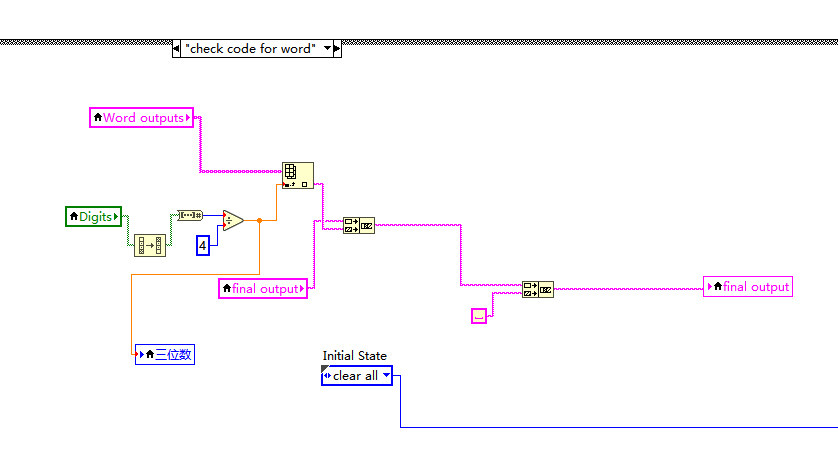 "check code for word"
Word outputs
Digits
4
final output
final output
三位数
Initial State
clear all